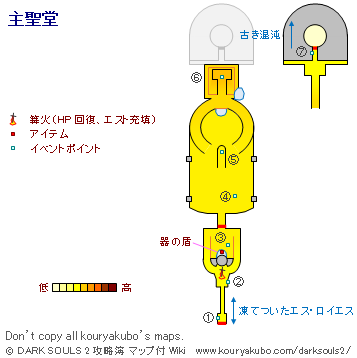 主聖堂
古き混沌
⑦
⑥
篝火(HP回復、エスト充填)
アイテム
イベントポイント
⑤
④
③
器の盾
②
低 高
①
凍てついたエス・ロイエス
Don't copy all kouryakubo's maps.
© DARK SOULS 2 攻略簿 マップ付 Wiki www.kouryakubo.com/darksouls2/